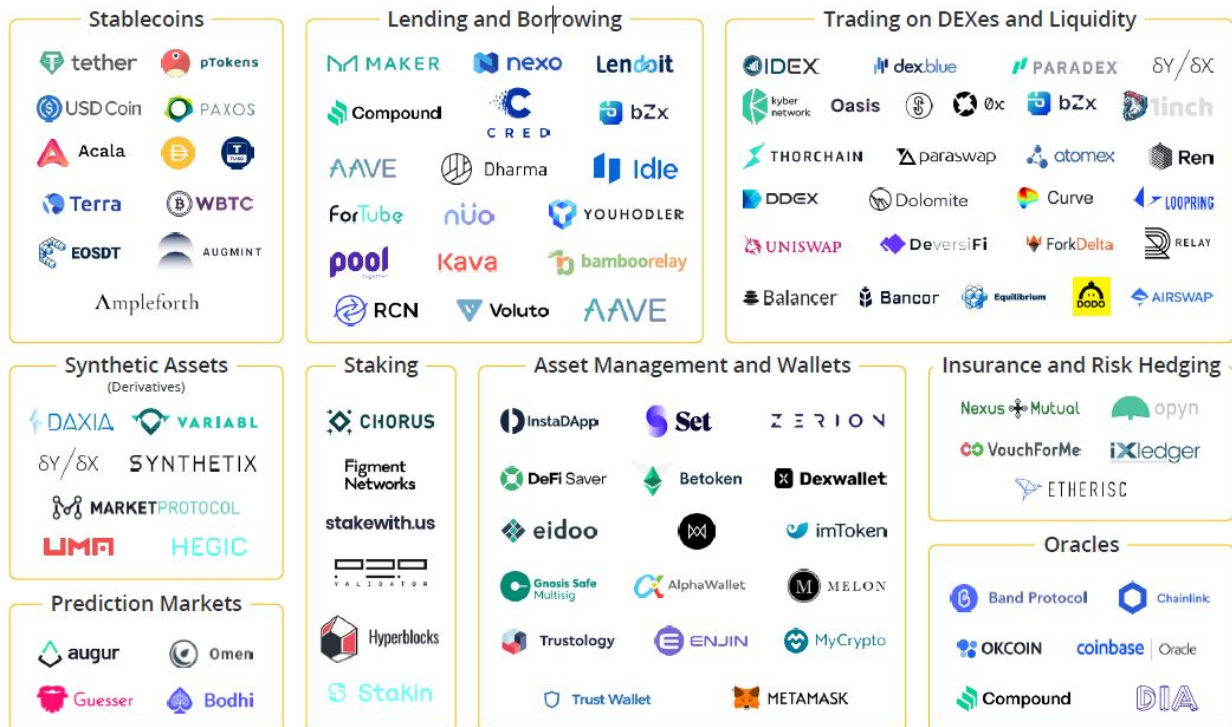 Stablecoins
tether
pTokens
USD Coin
PAXOS
Acala
T
TUSD
Terra
WBTC
EOSDT
AUGMINT
Ampleforth
Lending and Borrowing
MAKER
nexo
Lendoit
Compound
CRED
bZx
AAVE
Dharma
Idle
ForTube
nüo
YOUHODLER
pool
together
Kava
bamboorelay
RCN
Voluto
AAVE
Trading on DEXes and Liquidity
IDEX
dex.blue
PARADEX
δY/δX
kyber
network
Oasis
0x
bZx
1inch
THORCHAIN
paraswap
atomex
Ren
DDEX
Dolomite
Curve
LOOPRING
UNISWAP
DeversiFi
ForkDelta
RELAY
Balancer
Bancor
Equilibrium
DODO
AIRSWAP
Synthetic Assets
(Derivatives)
DAXIA
VARIABL
δY/δX
SYNTHETIX
MARKETPROTOCOL
UMA
HEGIC
Staking
CHORUS
Figment
Networks
stakewith.us
VALIDATOR
Hyperblocks
Stakin
Asset Management and Wallets
InstaDApp
Set
ZERION
DeFi Saver
Betoken
Dexwallet
eidoo
imToken
Gnosis Safe
Multisig
AlphaWallet
M MELON
Trustology
ENJIN
MyCrypto
Trust Wallet
METAMASK
Insurance and Risk Hedging
Nexus Mutual
opyn
VouchForMe
iXledger
ETHERISC
Prediction Markets
augur
Omen
Guesser
Bodhi
Oracles
Band Protocol
Chainlink
OKCOIN
coinbase | Oracle
Compound
DIA